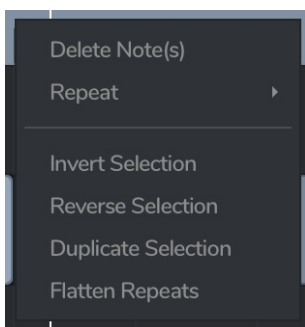 Delete Note(s)
Repeat
Invert Selection
Reverse Selection
Duplicate Selection
Flatten Repeats